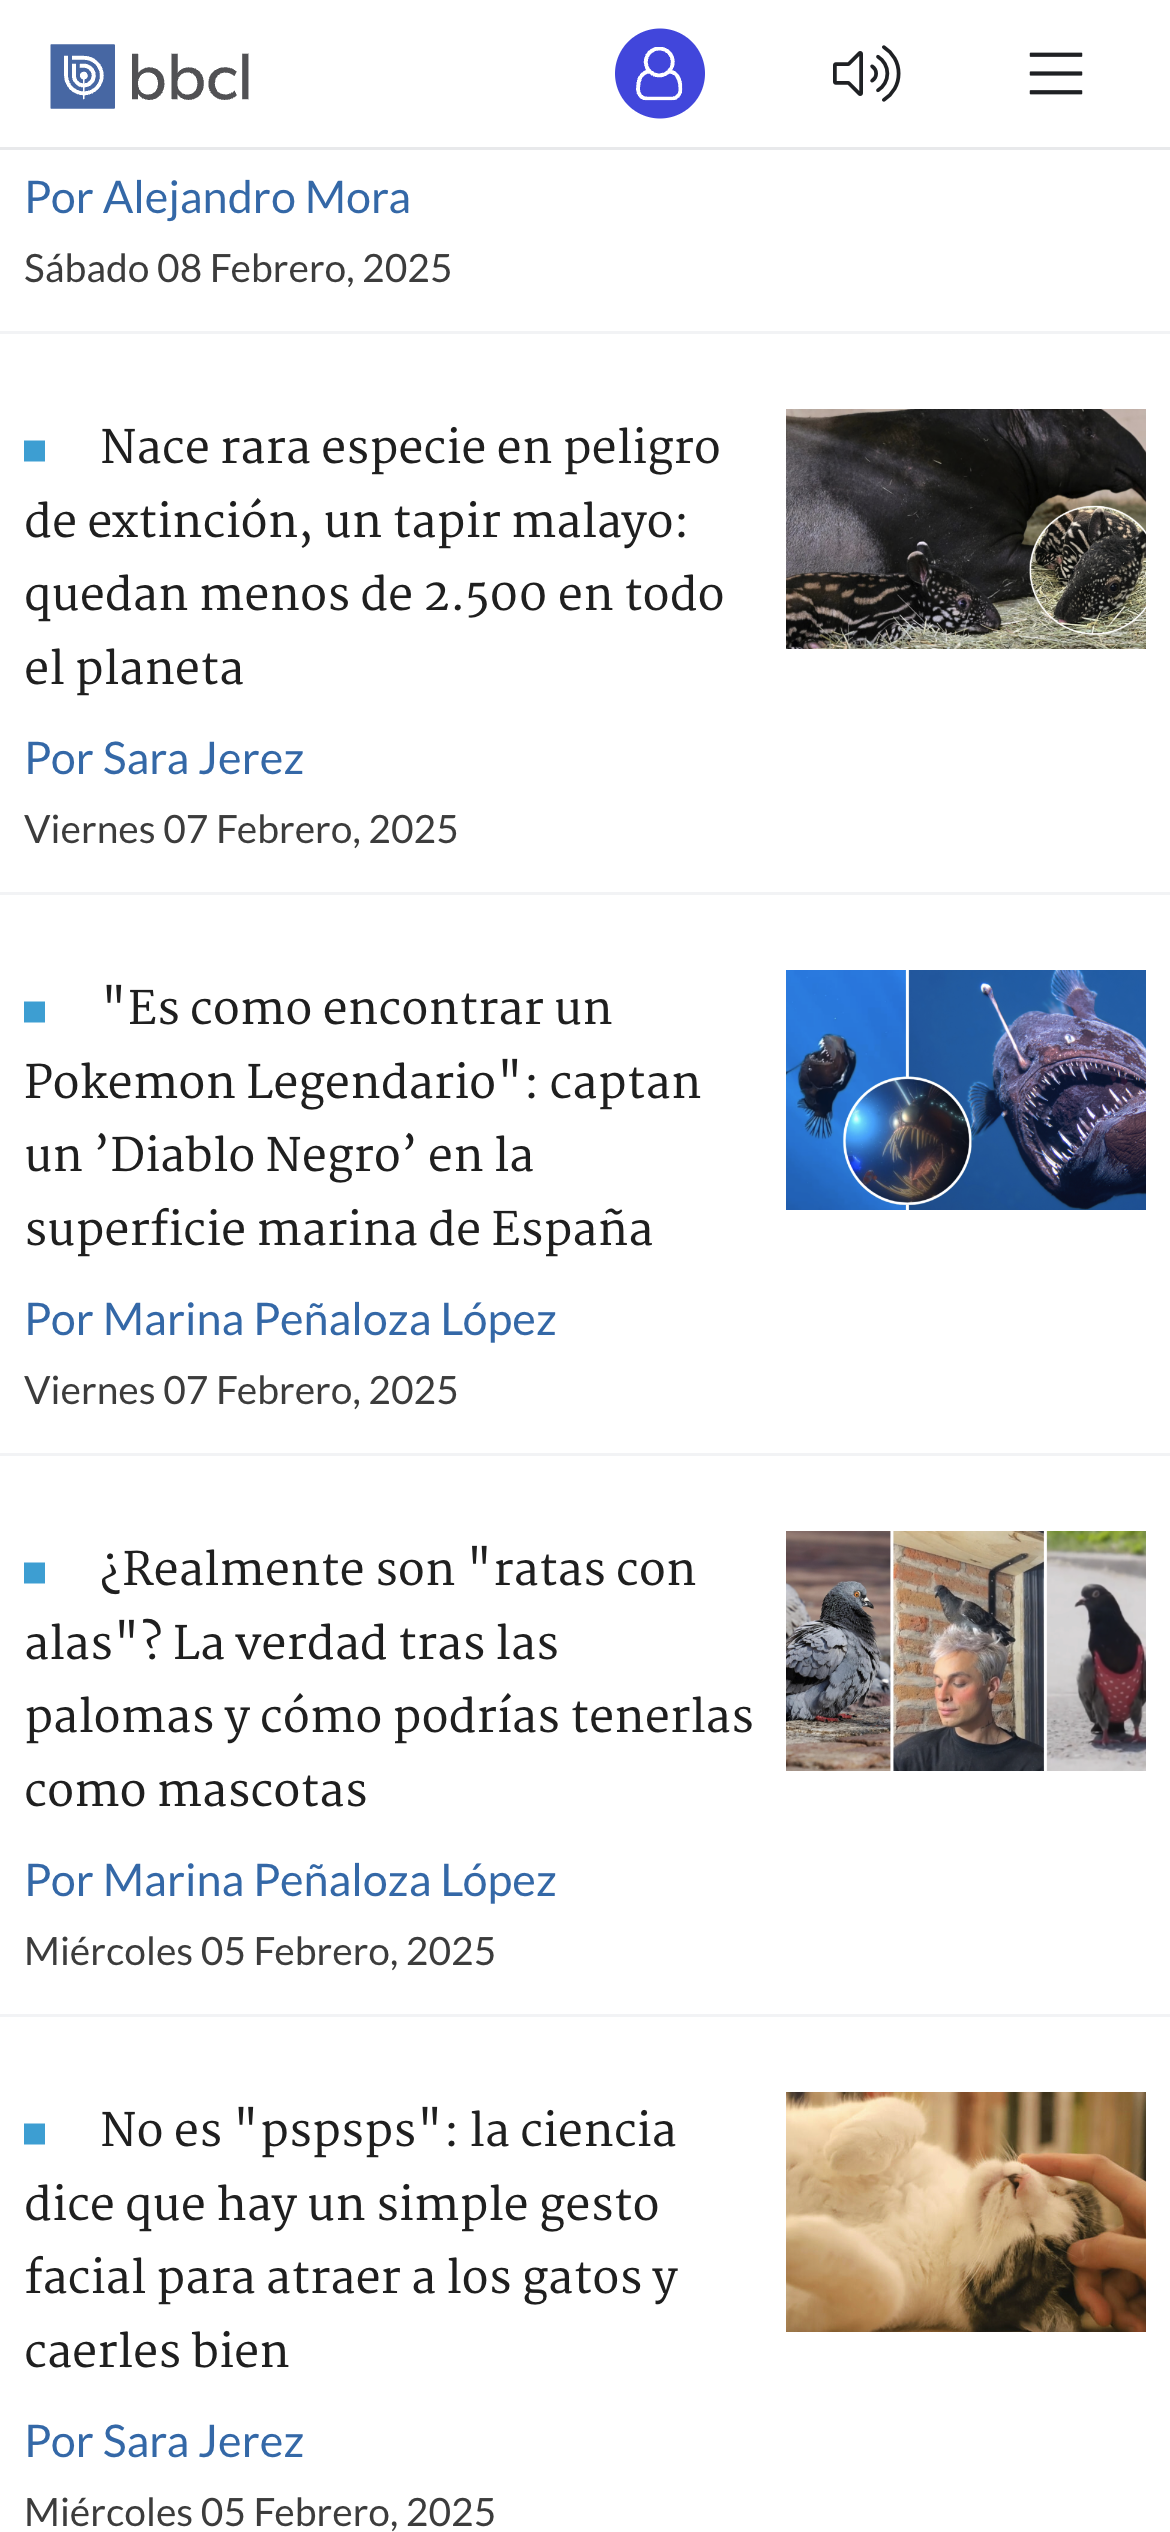 bbcl
Por Alejandro Mora
Sábado 08 Febrero, 2025
Nace rara especie en peligro
de extinción, un tapir malayo:
quedan menos de 2.500 en todo
el planeta
Por Sara Jerez
Viernes 07 Febrero, 2025
"Es como encontrar un
Pokemon Legendario": captan
un ’Diablo Negro’ en la
superficie marina de España
Por Marina Peñaloza López
Viernes 07 Febrero, 2025
¿Realmente son "ratas con
alas"? La verdad tras las
palomas y cómo podrías tenerlas
como mascotas
Por Marina Peñaloza López
Miércoles 05 Febrero, 2025
No es "pspsps": la ciencia
dice que hay un simple gesto
facial para atraer a los gatos y
caerles bien
Por Sara Jerez
Miércoles 05 Febrero, 2025